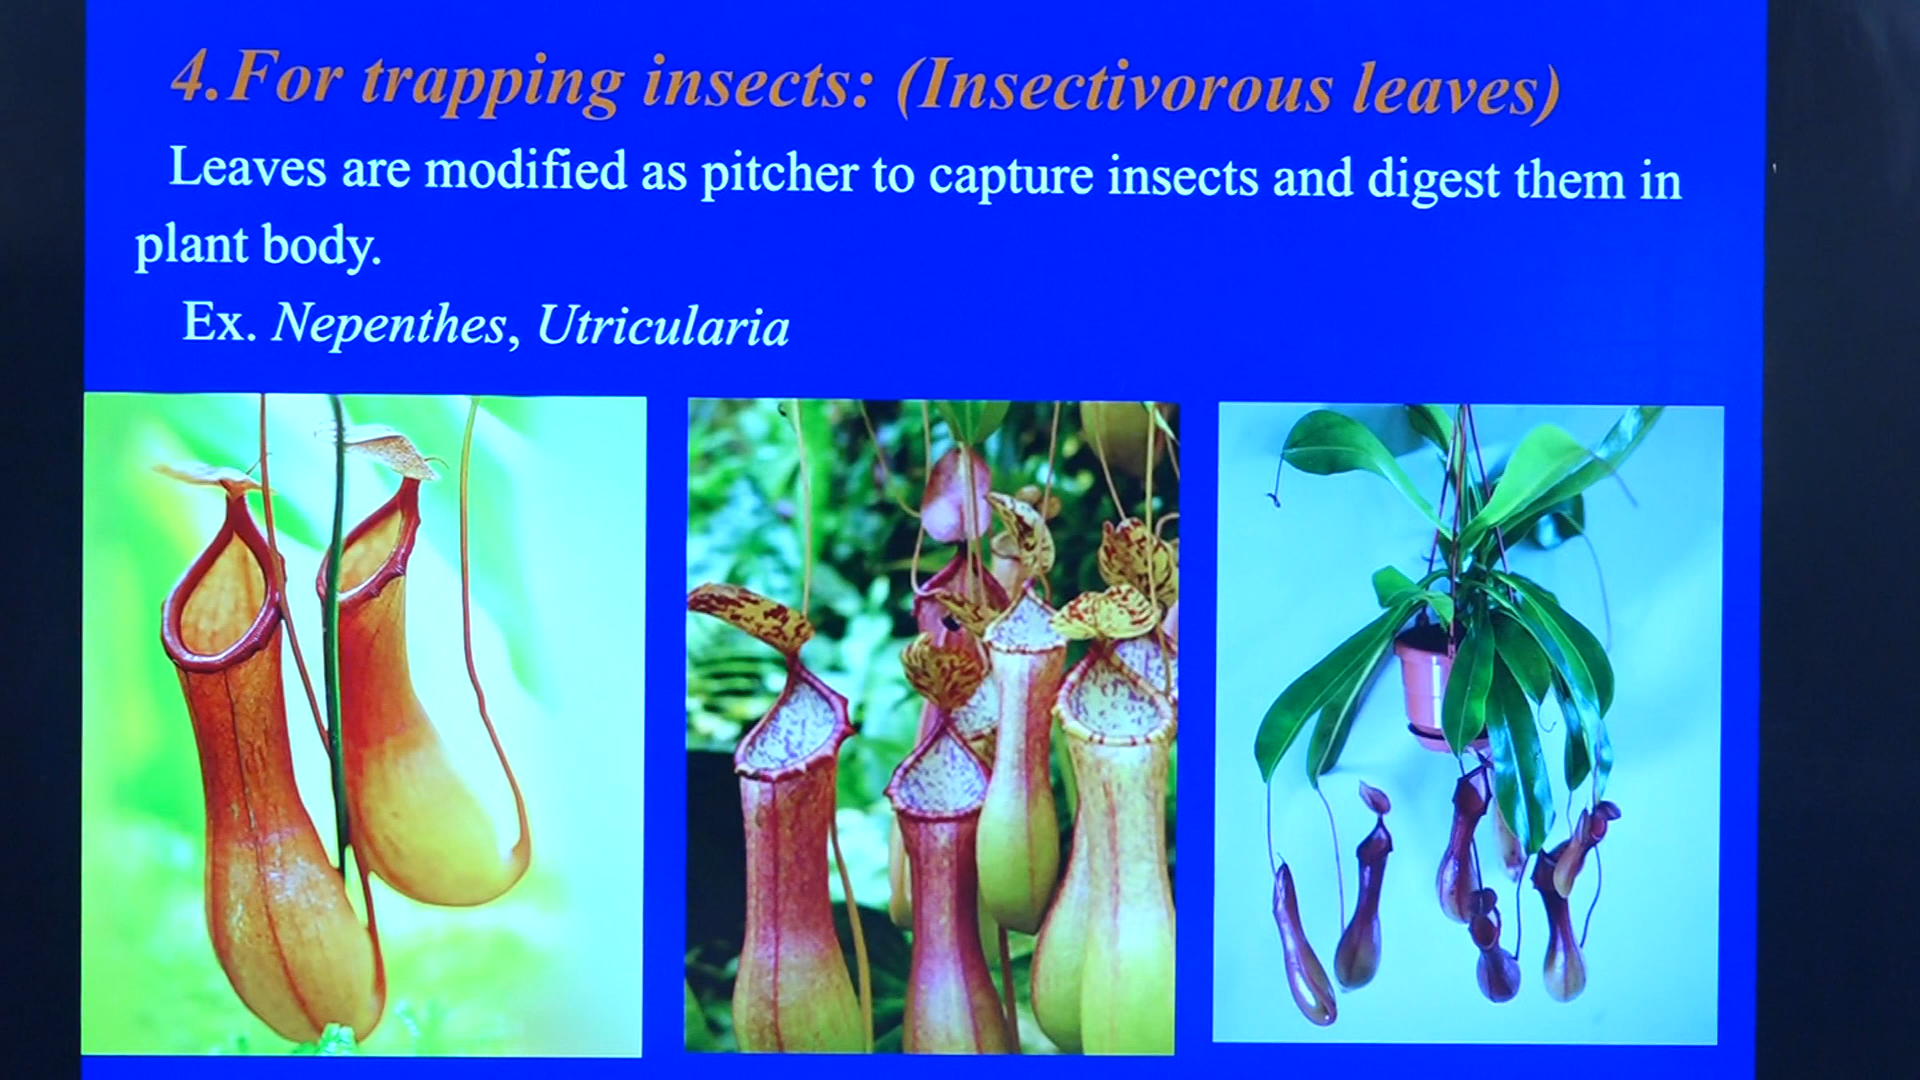 4.For trapping insects: (Insectivorous leaves)
Leaves are modified as pitcher to capture insects and digest them in
plant body.
Ex. Nepenthes, Utricularia